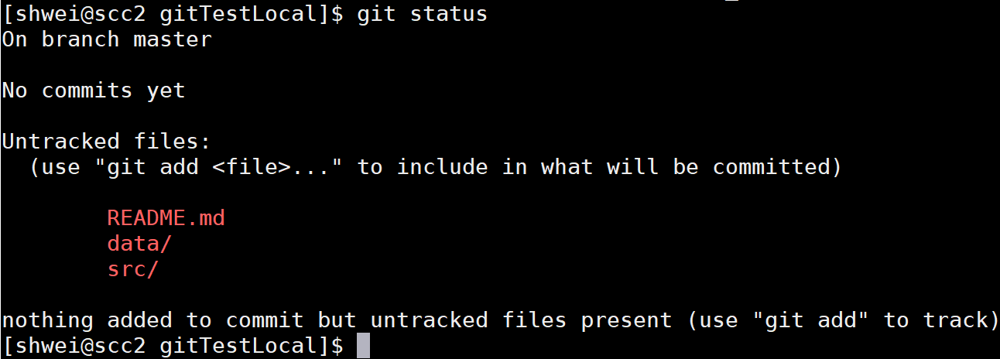 [shwei@scc2 gitTestLocal]$ git status
On branch master
No commits yet
Untracked files:
  (use "git add <file>..." to include in what will be committed)
        README.md
        data/
        src/
nothing added to commit but untracked files present (use "git add" to track)
[shwei@scc2 gitTestLocal]$